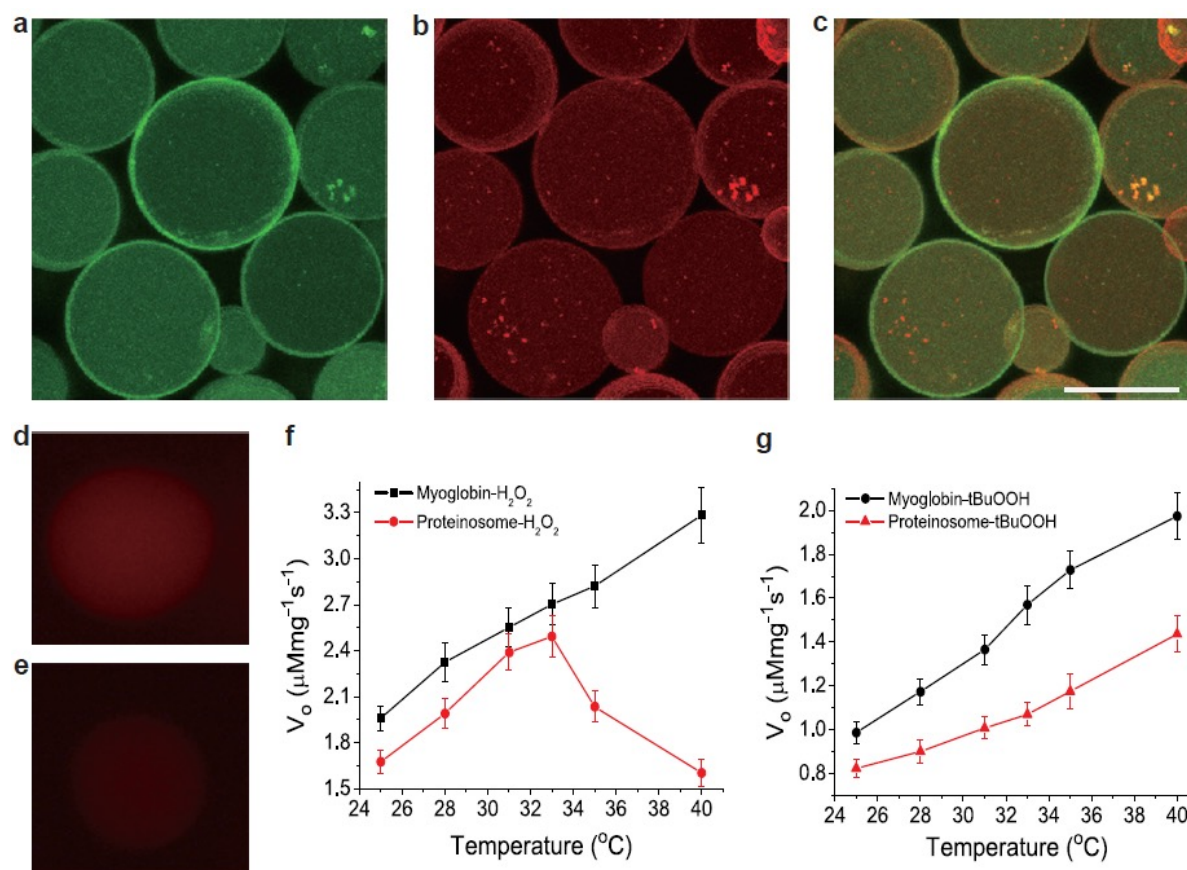 a
b
c
d
e
f
g
Myoglobin-H₂O₂
Proteinosome-H₂O₂
V₀ (μMmg⁻¹s⁻¹)
3.3
3.0
2.7
2.4
2.1
1.8
1.5
24 26 28 30 32 34 36 38 40
Temperature (°C)
Myoglobin-tBuOOH
Proteinosome-tBuOOH
V₀ (μMmg⁻¹s⁻¹)
2.0
1.8
1.6
1.4
1.2
1.0
0.8
24 26 28 30 32 34 36 38 40
Temperature (°C)